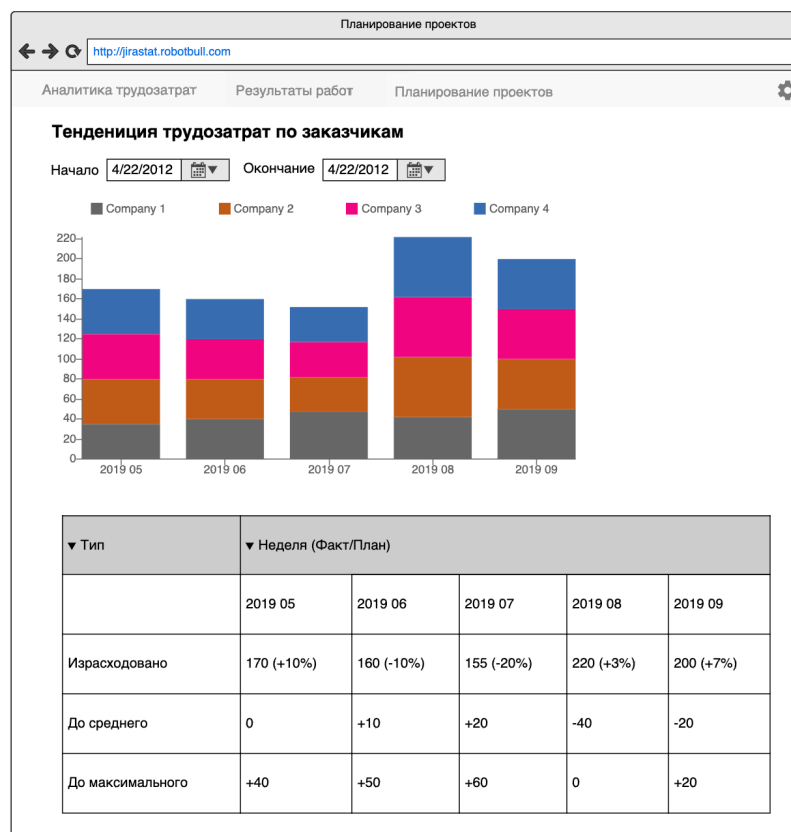 Планирование проектов
http://jirastat.robotbull.com
Аналитика трудозатрат Результаты работ Планирование проектов
Тендениция трудозатрат по заказчикам
Начало 4/22/2012 Окончание 4/22/2012
Company 1 Company 2 Company 3 Company 4
220
200
180
160
140
120
100
80
60
40
20
0
2019 05 2019 06 2019 07 2019 08 2019 09
Тип Неделя (Факт/План)
2019 05 2019 06 2019 07 2019 08 2019 09
Израсходовано 170 (+10%) 160 (-10%) 155 (-20%) 220 (+3%) 200 (+7%)
До среднего 0 +10 +20 -40 -20
До максимального +40 +50 +60 0 +20